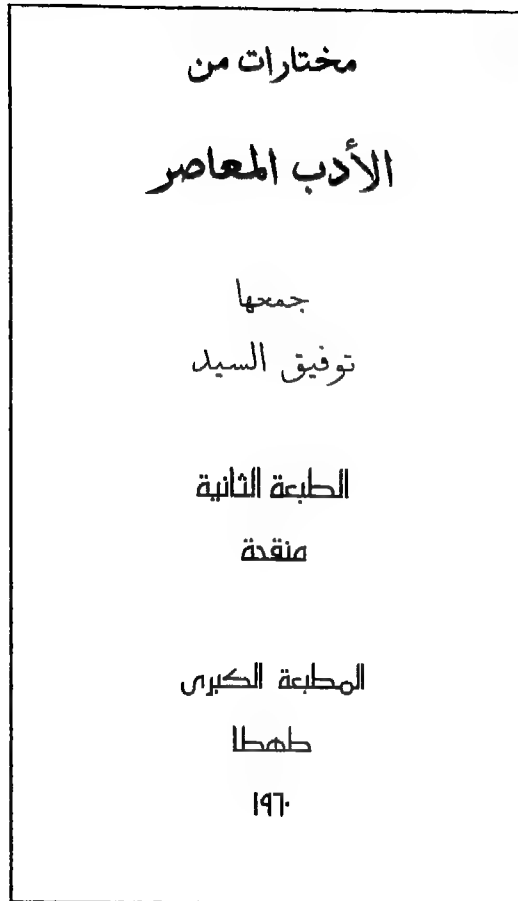 مختارات من
الأدب المعاصر
جمعها
توفيق السيد
الطبعة الثانية
منقحة
المطبعة الكبرى
طهطا
١٩٦٠